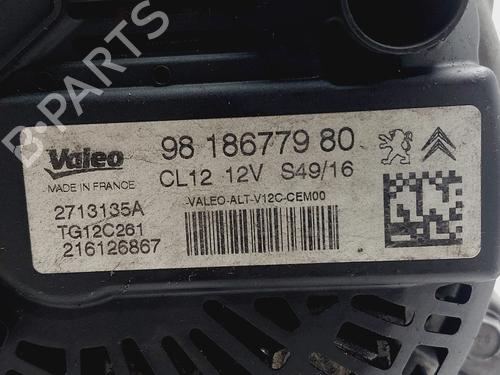 Valeo
MADE IN FRANCE
2713135A
TG12C261
216126867
98 186779 80
CL12 12V S49/16
-VALEO-ALT-V12C-CEM00
B-PARTS